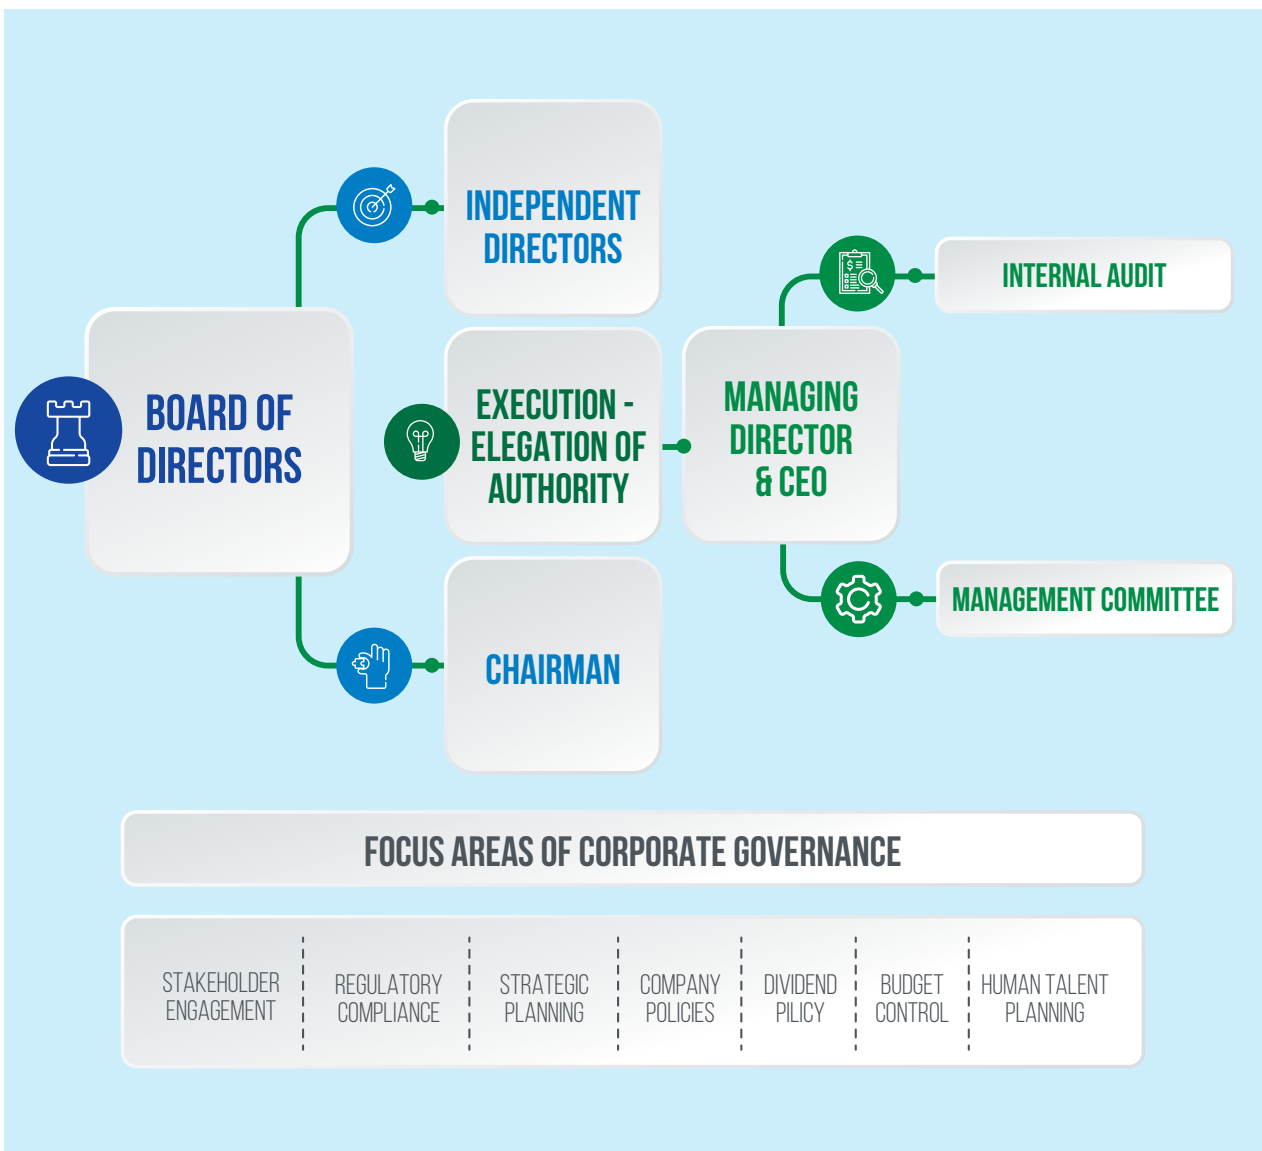 INDEPENDENT
DIRECTORS
INTERNAL AUDIT
BOARD OF
DIRECTORS
EXECUTION -
ELEGATION OF
AUTHORITY
MANAGING
DIRECTOR
& CEO
MANAGEMENT COMMITTEE
CHAIRMAN
FOCUS AREAS OF CORPORATE GOVERNANCE
STAKEHOLDER
ENGAGEMENT
REGULATORY
COMPLIANCE
STRATEGIC
PLANNING
COMPANY
POLICIES
DIVIDEND
PILICY
BUDGET
CONTROL
HUMAN TALENT
PLANNING